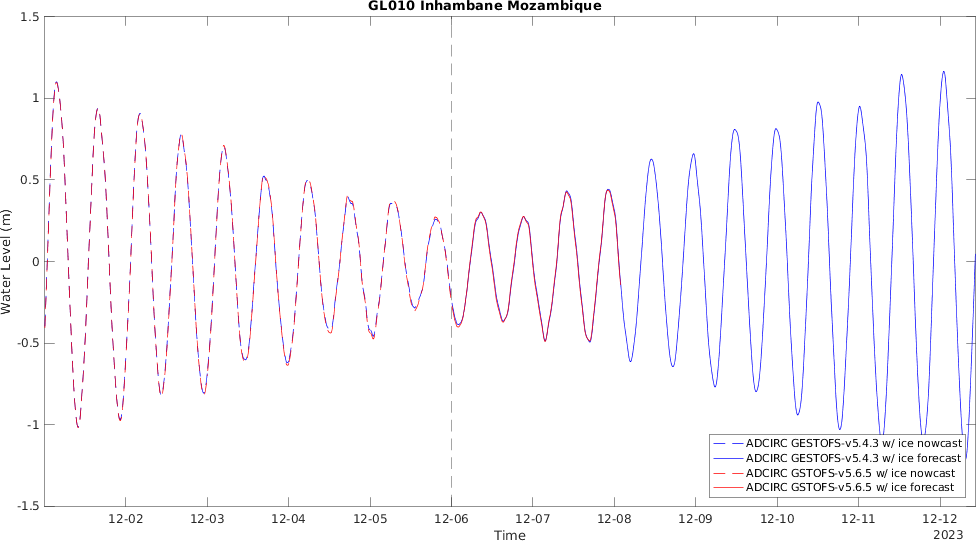 GL010 Inhambane Mozambique
1.5
1
0.5
0
-0.5
-1
-1.5
Water Level (m)
ADCIRC GESTOFS-v5.4.3 w/ ice nowcast
ADCIRC GESTOFS-v5.4.3 w/ ice forecast
ADCIRC GSTOFS-v5.6.5 w/ ice nowcast
ADCIRC GSTOFS-v5.6.5 w/ ice forecast
12-02 12-03 12-04 12-05 12-06 12-07 12-08 12-09 12-10 12-11 12-12
Time 2023